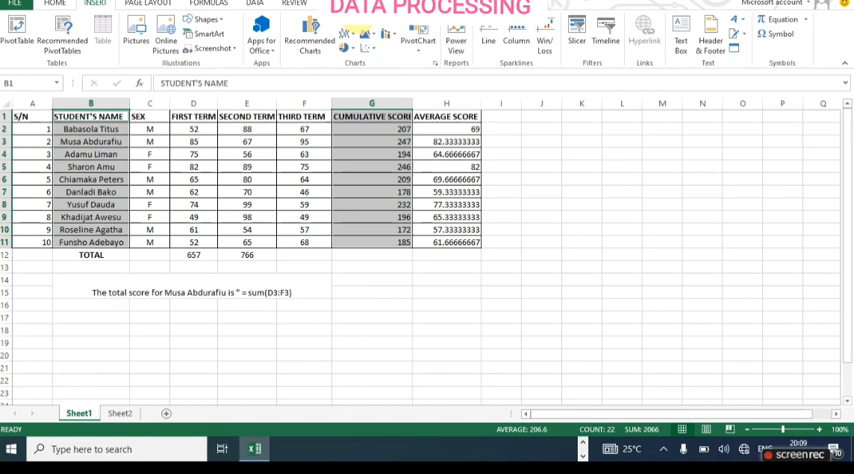 DATA PROCESSING
FILE HOME INSERT PAGE LAYOUT FORMULAS DATA REVIEW Microsoft account
PivotTable Recommended PivotTables Table Pictures Online Pictures Shapes SmartArt Screenshot Apps for Office Recommended Charts PivotChart Power View Line Column Win/Loss Slicer Timeline Hyperlink Text Box Header & Footer Equation Symbol
Tables Illustrations Apps Charts Reports Sparklines Filters Links Text Symbols
B1 fx STUDENT'S NAME
A B C D E F G H I J K L M N O P Q
1 S/N STUDENT'S NAME SEX FIRST TERM SECOND TERM THIRD TERM CUMULATIVE SCORE AVERAGE SCORE
2 1 Babasola Titus M 52 88 67 207 69
3 2 Musa Abdurafiu M 85 67 95 247 82.33333333
4 3 Adamu Liman F 75 56 63 194 64.66666667
5 4 Sharon Amu F 82 89 75 246 82
6 5 Chiamaka Peters M 65 80 64 209 69.66666667
7 6 Danladi Bako M 62 70 46 178 59.33333333
8 7 Yusuf Dauda F 74 99 59 232 77.33333333
9 8 Khadijat Awesu F 49 98 49 196 65.33333333
10 9 Roseline Agatha M 61 54 57 172 57.33333333
11 10 Funsho Adebayo M 52 65 68 185 61.66666667
12 TOTAL 657 766
13
14
15 The total score for Musa Abdurafiu is " = sum(D3:F3)
16
17
18
19
20
21
22
23
Sheet1 Sheet2
READY AVERAGE: 206.6 COUNT: 22 SUM: 2066 100%
Type here to search 25°C 20:09
screenrec